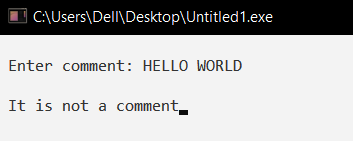 C:\Users\Dell\Desktop\Untitled1.exe
Enter comment: HELLO WORLD
It is not a comment